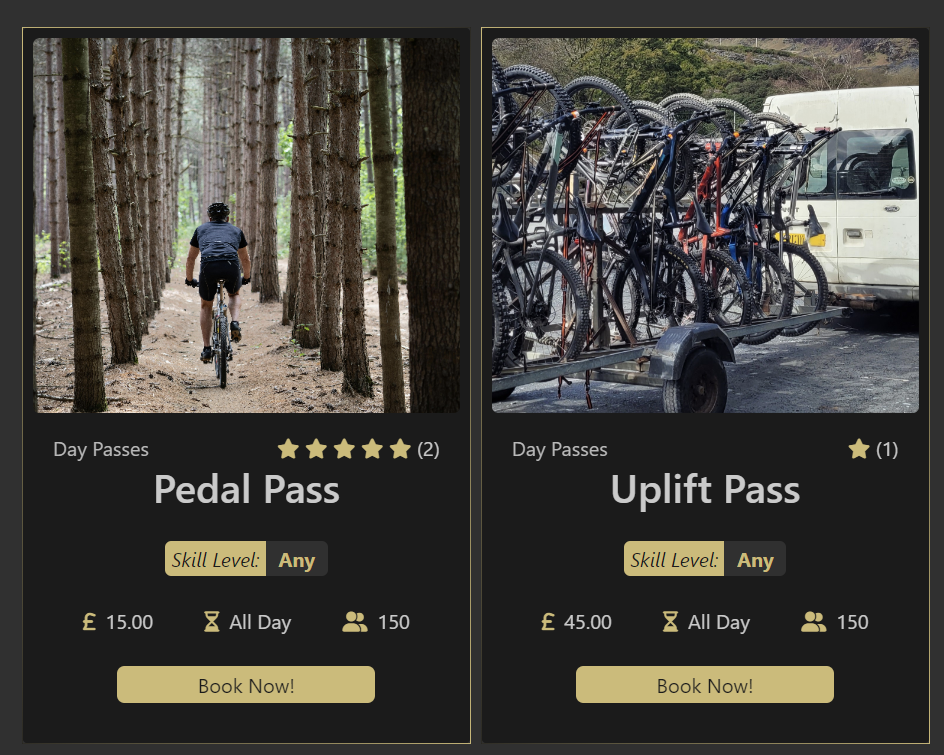 Day Passes (2)
Pedal Pass
Skill Level: Any
£ 15.00 All Day 150
Book Now!
Day Passes (1)
Uplift Pass
Skill Level: Any
£ 45.00 All Day 150
Book Now!